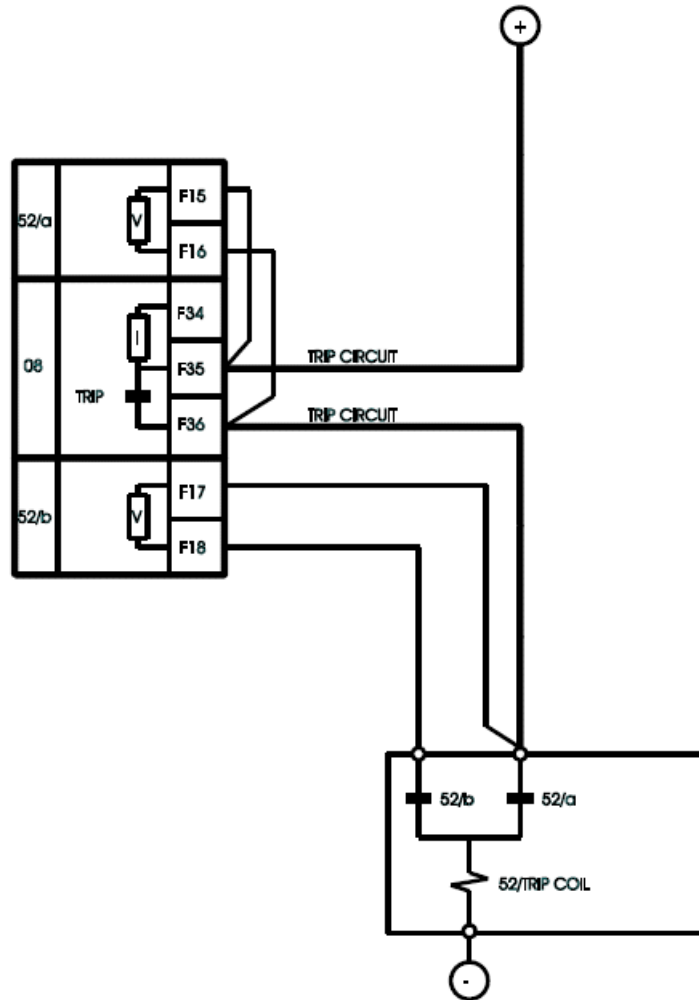 +
52/a
V
F15
F16
08
I
TRIP
F34
F35
F36
TRIP CIRCUIT
TRIP CIRCUIT
52/b
V
F17
F18
52/b
52/a
52/TRIP COIL
-